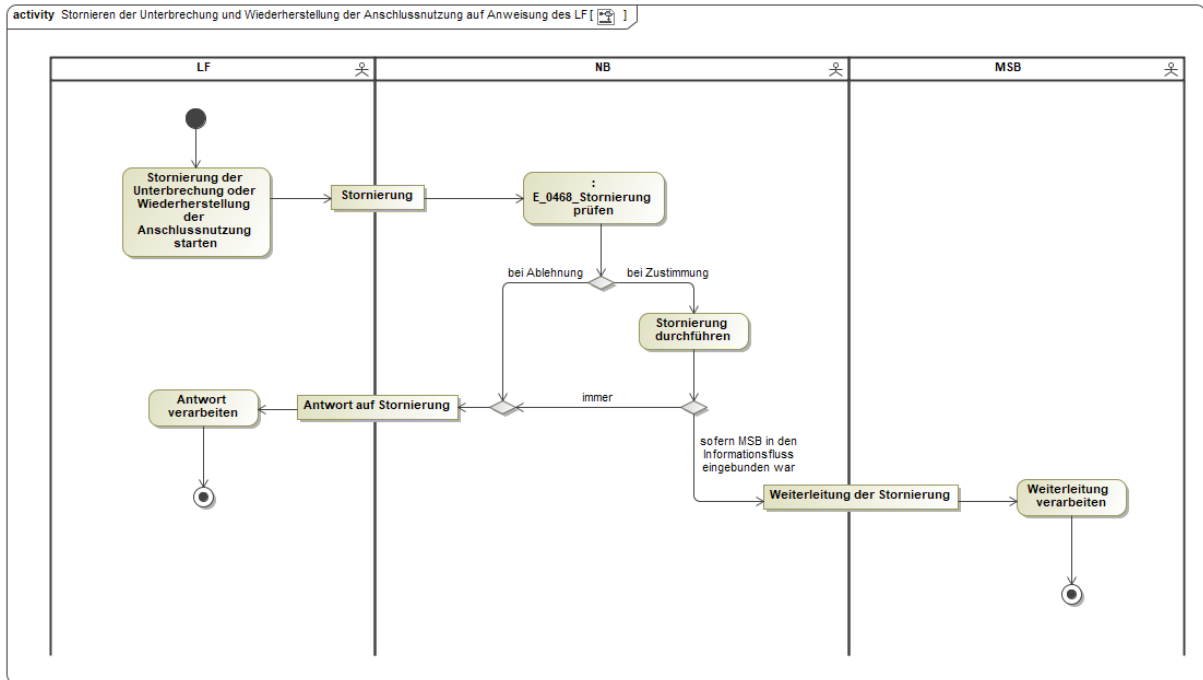 activity Stornieren der Unterbrechung und Wiederherstellung der Anschlussnutzung auf Anweisung des LF [ ]
LF
NB
MSB
Stornierung der
Unterbrechung oder
Wiederherstellung
der
Anschlussnutzung
starten
Stornierung
:
E_0468_Stornierung
prüfen
bei Ablehnung
bei Zustimmung
Stornierung
durchführen
immer
Antwort auf Stornierung
Antwort
verarbeiten
sofern MSB in den
Informationsfluss
eingebunden war
Weiterleitung der Stornierung
Weiterleitung
verarbeiten